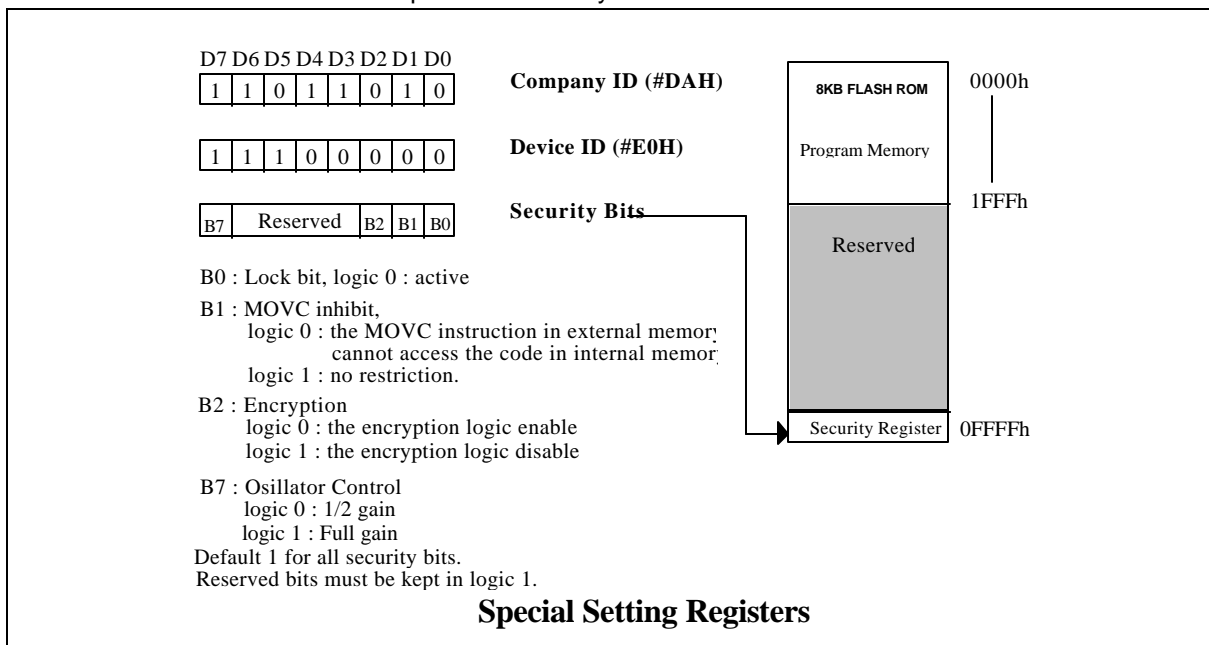 D7 D6 D5 D4 D3 D2 D1 D0
1 1 0 1 1 0 1 0
Company ID (#DAH)
1 1 1 0 0 0 0 0
Device ID (#E0H)
B7 Reserved B2 B1 B0
Security Bits
B0 : Lock bit, logic 0 : active
B1 : MOVC inhibit,
logic 0 : the MOVC instruction in external memory
cannot access the code in internal memor
logic 1 : no restriction.
B2 : Encryption
logic 0 : the encryption logic enable
logic 1 : the encryption logic disable
B7 : Osillator Control
logic 0 : 1/2 gain
logic 1 : Full gain
Default 1 for all security bits.
Reserved bits must be kept in logic 1.
8KB FLASH ROM
Program Memory
0000h
1FFFh
Reserved
Security Register
0FFFFh
Special Setting Registers